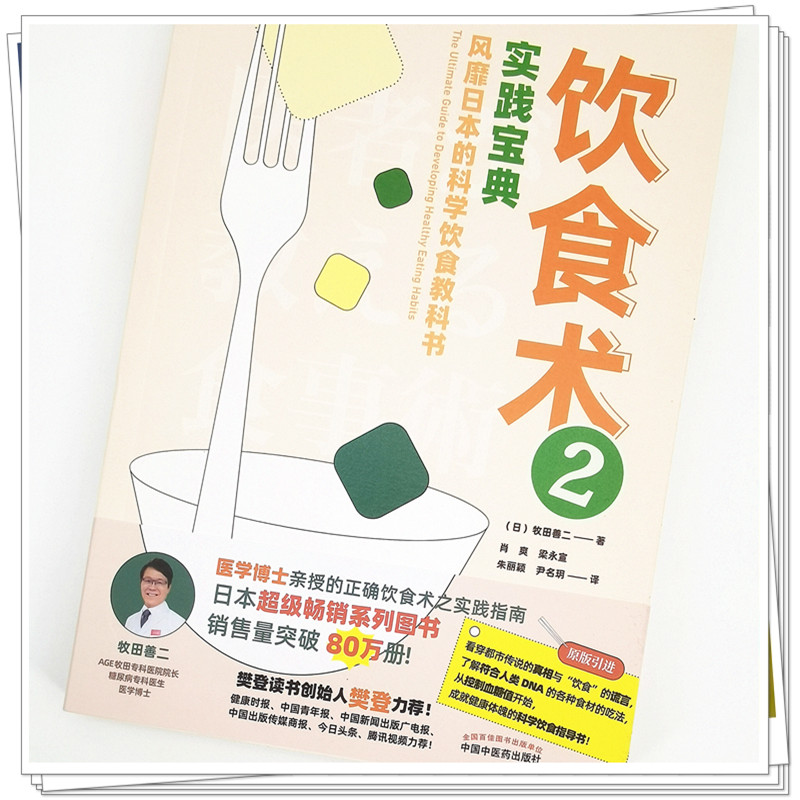 饮食术
2
实践宝典
风靡日本的科学饮食教科书
The Ultimate Guide to Developing Healthy Eating Habits
（日）牧田善二——著
肖 爽 梁永宣
朱丽颖 尹名玥——译
医学博士亲授的正确饮食术之实践指南
日本超级畅销系列图书
销售量突破 80万册!
牧田善二
AGE牧田专科医院院长
糖尿病专科医生
医学博士
樊登读书创始人樊登力荐!
健康时报、中国青年报、中国新闻出版广电报、
中国出版传媒商报、今日头条、腾讯视频力荐!
原版引进
看穿都市传说的真相与“饮食”的谎言，
了解符合人类DNA的各种食材的吃法，
从控制血糖值开始，
成就健康体魄的科学饮食指导书!
全国百佳图书出版单位
中国中医药出版社